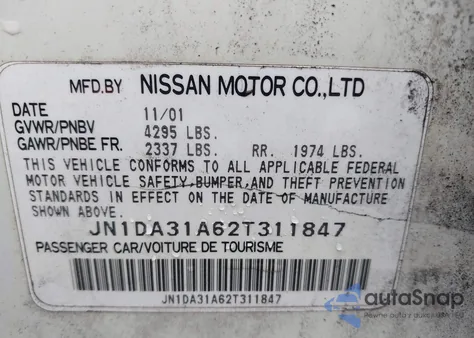 MFD.BY NISSAN MOTOR CO.,LTD
DATE 11/01
GVWR/PNBV 4295 LBS.
GAWR/PNBE FR. 2337 LBS. RR. 1974 LBS.
THIS VEHICLE CONFORMS TO ALL APPLICABLE FEDERAL
MOTOR VEHICLE SAFETY,BUMPER,AND THEFT PREVENTION
STANDARDS IN EFFECT ON THE DATE OF MANUFACTURE
SHOWN ABOVE.
JN1DA31A62T311847
PASSENGER CAR/VOITURE DE TOURISME
JN1DA31A62T311847
autoSnap